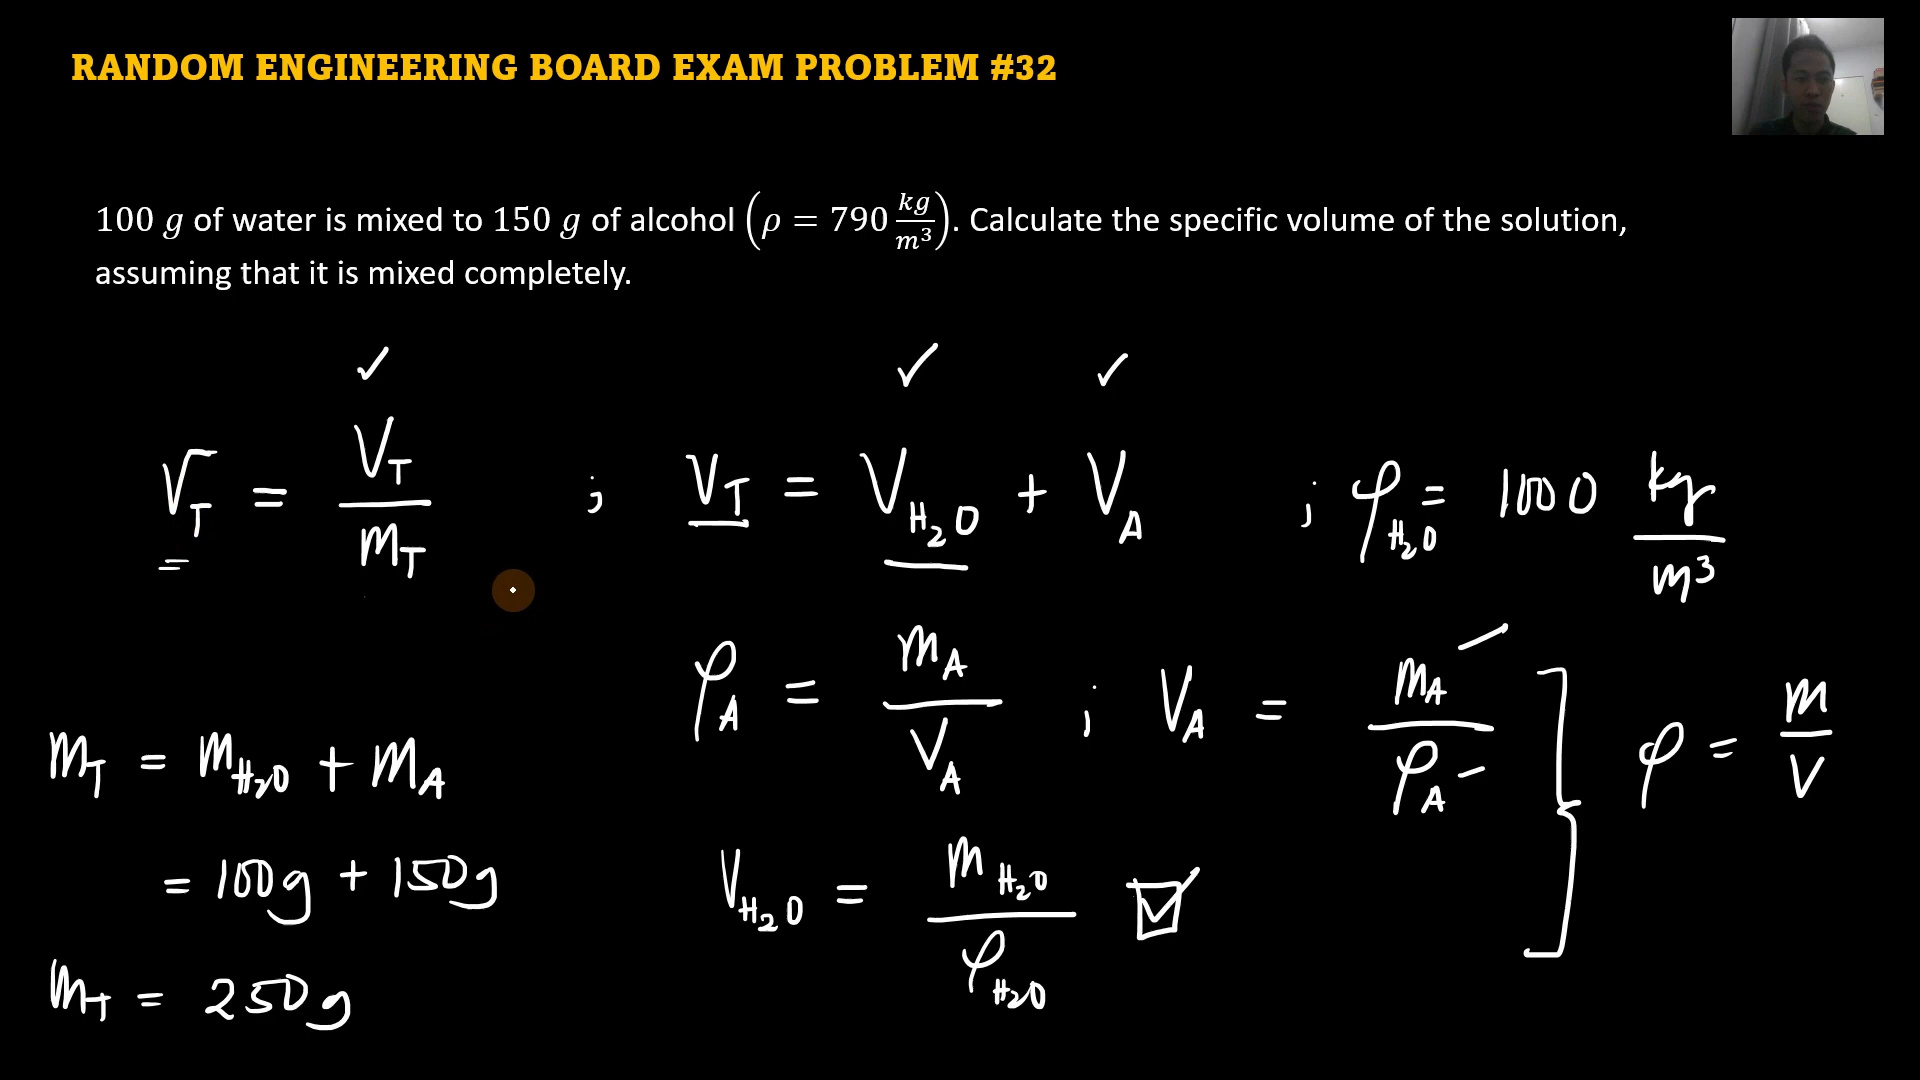 RANDOM ENGINEERING BOARD EXAM PROBLEM #32
100 g of water is mixed to 150 g of alcohol (ρ = 790 kg/m³). Calculate the specific volume of the solution,
assuming that it is mixed completely.
v_T = V_T / m_T ; V_T = V_H₂O + V_A ; ρ_H₂O = 1000 kg/m³
ρ_A = m_A / V_A ; V_A = m_A / ρ_A ] ρ = m / V
m_T = m_H₂O + m_A
= 100g + 150g
V_H₂O = m_H₂O / ρ_H₂O
m_T = 250g